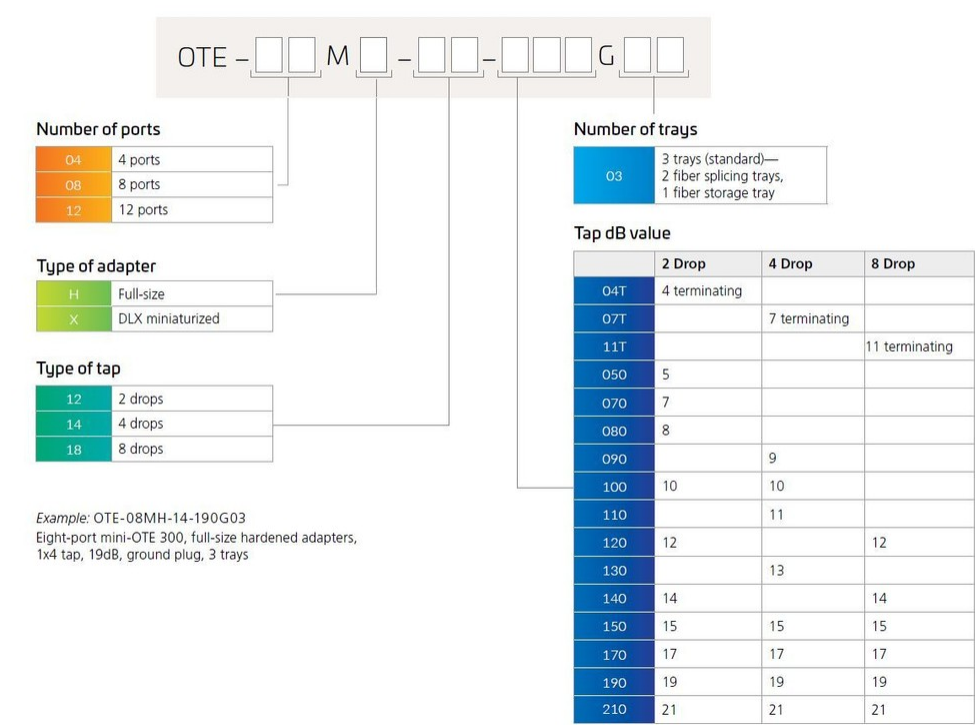 OTE – M – – G
Number of ports
04 4 ports
08 8 ports
12 12 ports
Type of adapter
H Full-size
X DLX miniaturized
Type of tap
12 2 drops
14 4 drops
18 8 drops
Example: OTE-08MH-14-190G03
Eight-port mini-OTE 300, full-size hardened adapters,
1x4 tap, 19dB, ground plug, 3 trays
Number of trays
03 3 trays (standard)—
2 fiber splicing trays,
1 fiber storage tray
Tap dB value
2 Drop 4 Drop 8 Drop
04T 4 terminating
07T 7 terminating
11T 11 terminating
050 5
070 7
080 8
090 9
100 10 10
110 11
120 12 12
130 13
140 14 14
150 15 15 15
170 17 17 17
190 19 19 19
210 21 21 21